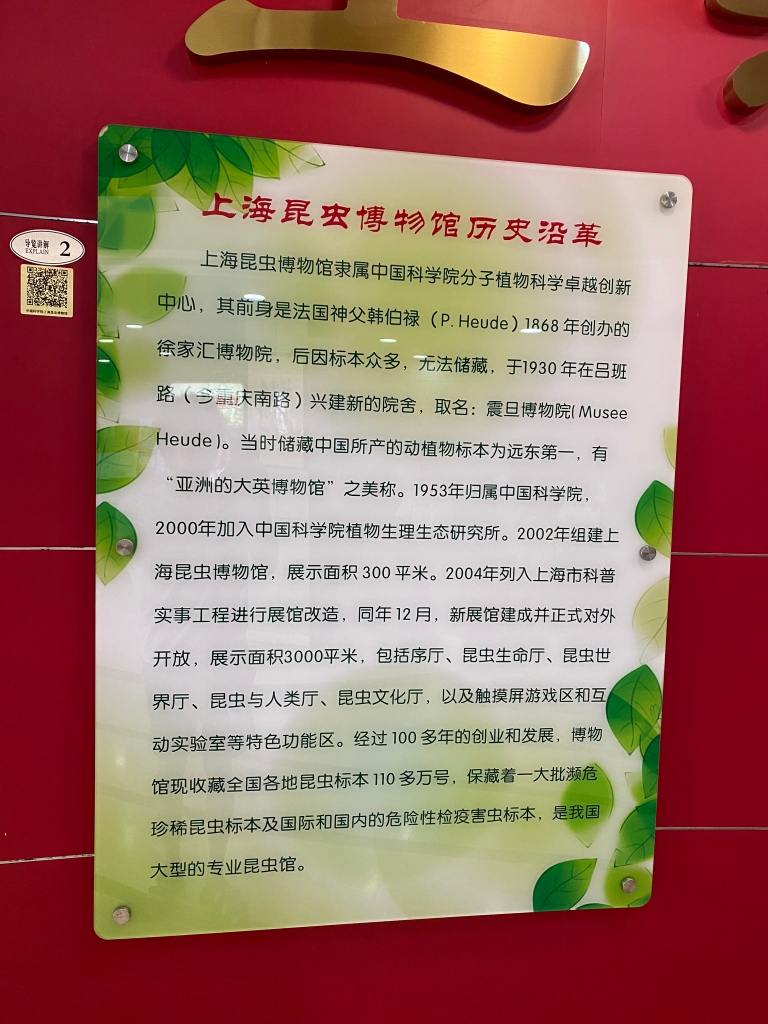 上海昆虫博物馆历史沿革
上海昆虫博物馆隶属中国科学院分子植物科学卓越创新
中心，其前身是法国神父韩伯禄（P. Heude）1868年创办的
徐家汇博物院，后因标本众多，无法储藏，于1930年在吕班
路（今重庆南路）兴建新的院舍，取名：震旦博物院(Musee
Heude)。当时储藏中国所产的动植物标本为远东第一，有
“亚洲的大英博物馆”之美称。1953年归属中国科学院，
2000年加入中国科学院植物生理生态研究所。2002年组建上
海昆虫博物馆，展示面积300平米。2004年列入上海市科普
实事工程进行展馆改造，同年12月，新展馆建成并正式对外
开放，展示面积3000平米，包括序厅、昆虫生命厅、昆虫世
界厅、昆虫与人类厅、昆虫文化厅，以及触摸屏游戏区和互
动实验室等特色功能区。经过100多年的创业和发展，博物
馆现收藏全国各地昆虫标本110多万号，保藏着一大批濒危
珍稀昆虫标本及国际和国内的危险性检疫害虫标本，是我国
大型的专业昆虫馆。
导览讲解
EXPLAIN
2